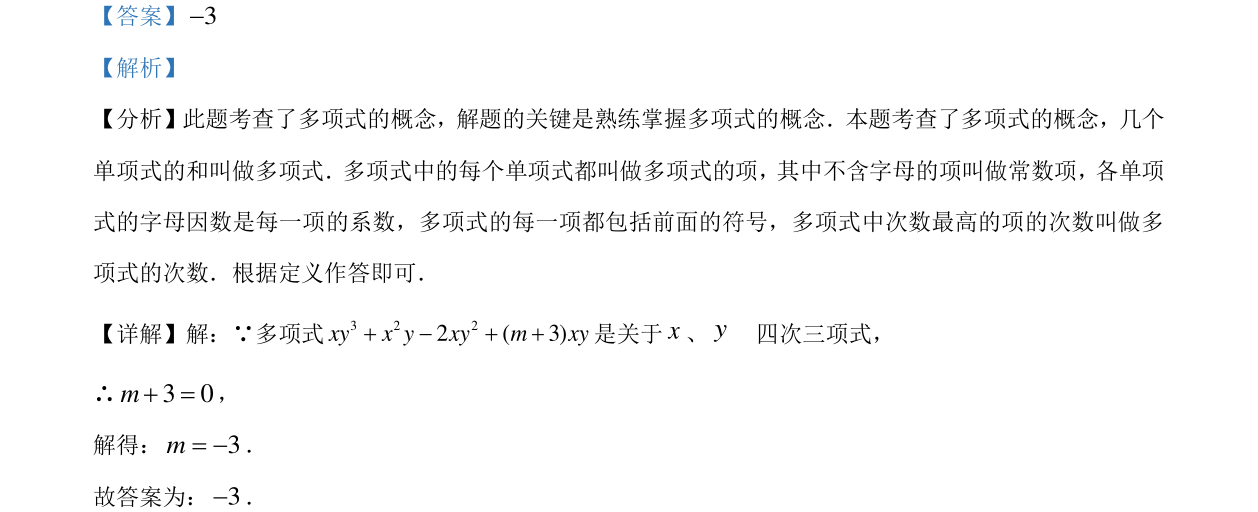 【答案】−3
【解析】
【分析】此题考查了多项式的概念，解题的关键是熟练掌握多项式的概念．本题考查了多项式的概念，几个
单项式的和叫做多项式．多项式中的每个单项式都叫做多项式的项，其中不含字母的项叫做常数项，各单项
式的字母因数是每一项的系数，多项式的每一项都包括前面的符号，多项式中次数最高的项的次数叫做多
项式的次数．根据定义作答即可．
【详解】解：∵多项式 xy³ + x²y − 2xy² + (m + 3)xy 是关于 x 、 y 四次三项式，
∴ m + 3 = 0，
解得： m = −3．
故答案为： −3．